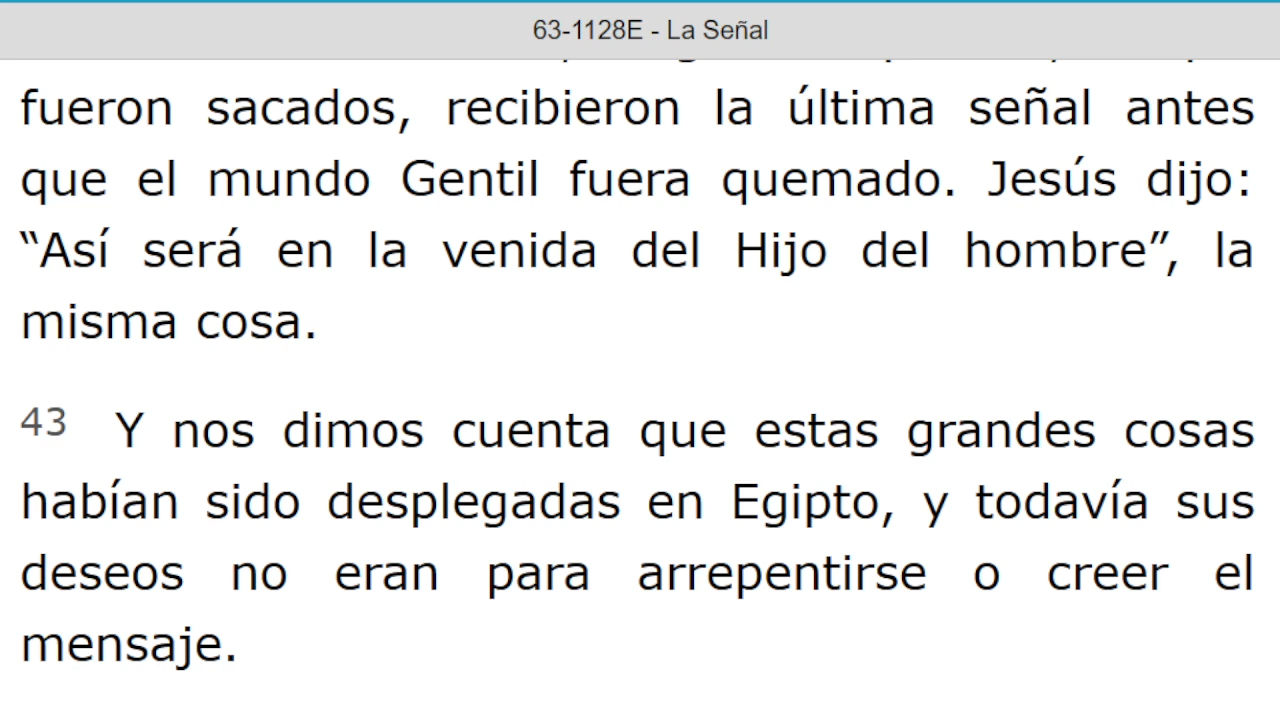 63-1128E - La Señal
fueron sacados, recibieron la última señal antes
que el mundo Gentil fuera quemado. Jesús dijo:
“Así será en la venida del Hijo del hombre”, la
misma cosa.
43 Y nos dimos cuenta que estas grandes cosas
habían sido desplegadas en Egipto, y todavía sus
deseos no eran para arrepentirse o creer el
mensaje.